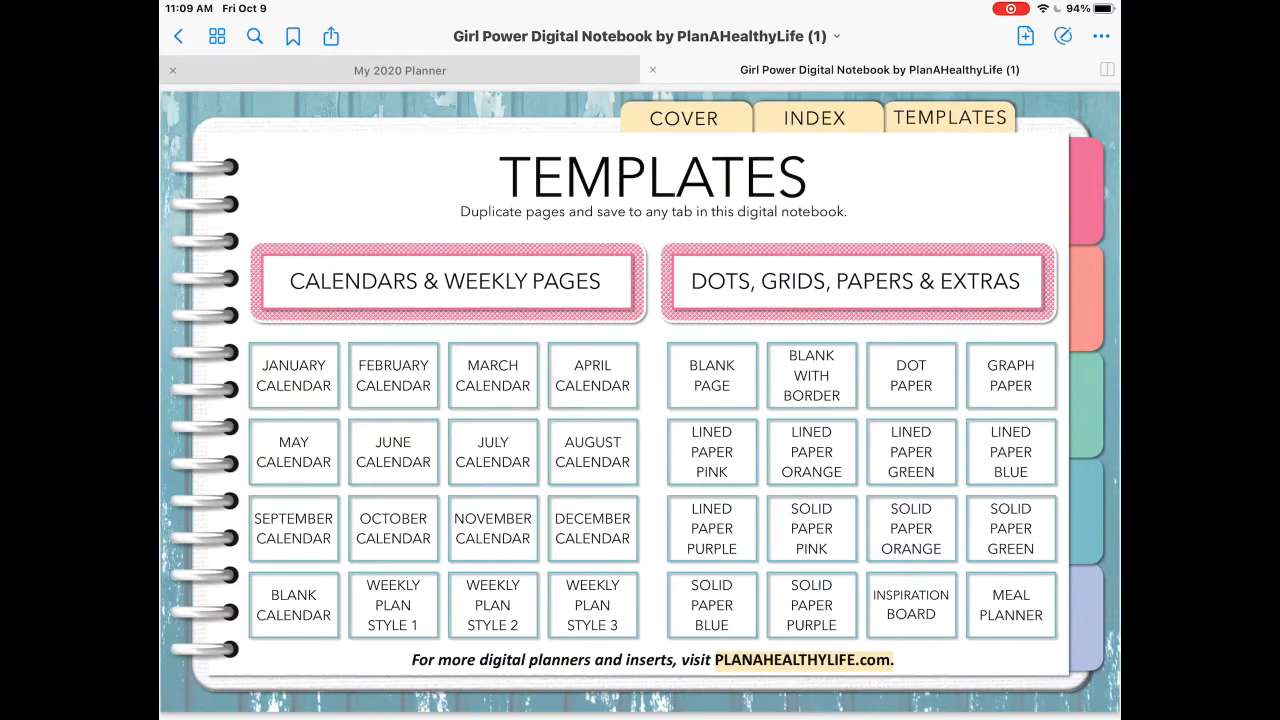 11:09 AM Fri Oct 9
94%
Girl Power Digital Notebook by PlanAHealthyLife (1)
My 2020 Planner
Girl Power Digital Notebook by PlanAHealthyLife (1)
COVER
INDEX
TEMPLATES
TEMPLATES
Duplicate pages and save to any tab in this digital notebook.
CALENDARS & WEEKLY PAGES
JANUARY
CALENDAR
FEBRUARY
CALENDAR
MARCH
CALENDAR
APRIL
CALENDAR
MAY
CALENDAR
JUNE
CALENDAR
JULY
CALENDAR
AUGUST
CALENDAR
SEPTEMBER
CALENDAR
OCTOBER
CALENDAR
NOVEMBER
CALENDAR
DECEMBER
CALENDAR
BLANK
CALENDAR
WEEKLY
PLAN
STYLE 1
WEEKLY
PLAN
STYLE 2
WEEKLY
PLAN
STYLE 3
DOTS, GRIDS, PAPERS & EXTRAS
BLANK
PAGE
BLANK
WITH
BORDER
DOT
PAPER
GRAPH
PAPER
LINED
PAPER
PINK
LINED
PAPER
ORANGE
LINED
PAPER
GREEN
LINED
PAPER
BLUE
LINED
PAPER
PURPLE
SOLID
PAPER
PINK
SOLID
PAPER
ORANGE
SOLID
PAPER
GREEN
SOLID
PAPER
BLUE
SOLID
PAPER
PURPLE
INSPIRATION
BOARD
MEAL
PLANNER
For more digital planners and inserts, visit PLANAHEALTHYLIFE.com.